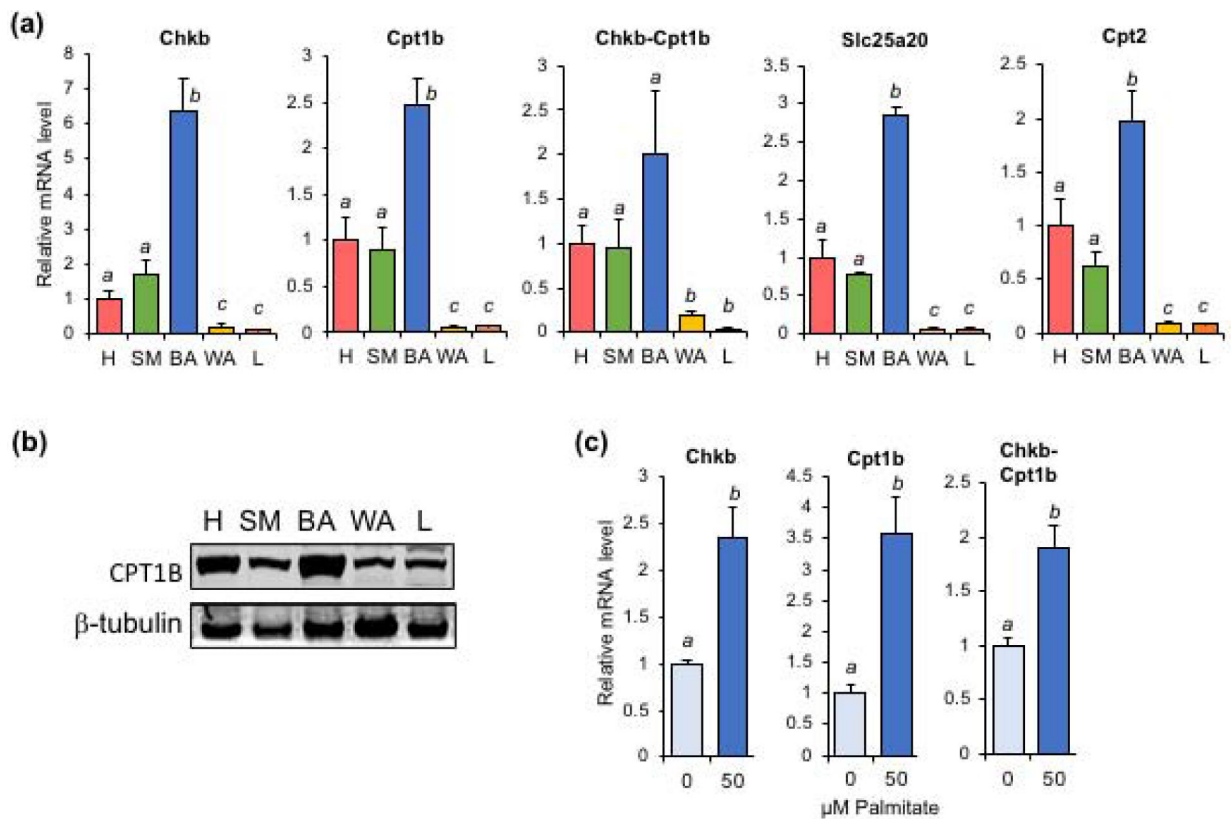 (a)
Chkb
Cpt1b
Chkb-Cpt1b
Slc25a20
Cpt2
Relative mRNA level
8
7
6
5
4
3
2
1
0
a
a
b
c
c
H SM BA WA L
3
2.5
2
1.5
1
0.5
0
a
a
b
c
c
H SM BA WA L
3
2.5
2
1.5
1
0.5
0
a
a
a
b
b
H SM BA WA L
3.5
3
2.5
2
1.5
1
0.5
0
a
a
b
c
c
H SM BA WA L
2.5
2
1.5
1
0.5
0
a
a
b
c
c
H SM BA WA L
(b)
H SM BA WA L
CPT1B
β-tubulin
(c)
Chkb
Cpt1b
Chkb-
Cpt1b
Relative mRNA level
3
2.5
2
1.5
1
0.5
0
a
b
0 50
4.5
4
3.5
3
2.5
2
1.5
1
0.5
0
a
b
0 50
2.5
2
1.5
1
0.5
0
a
b
0 50
µM Palmitate